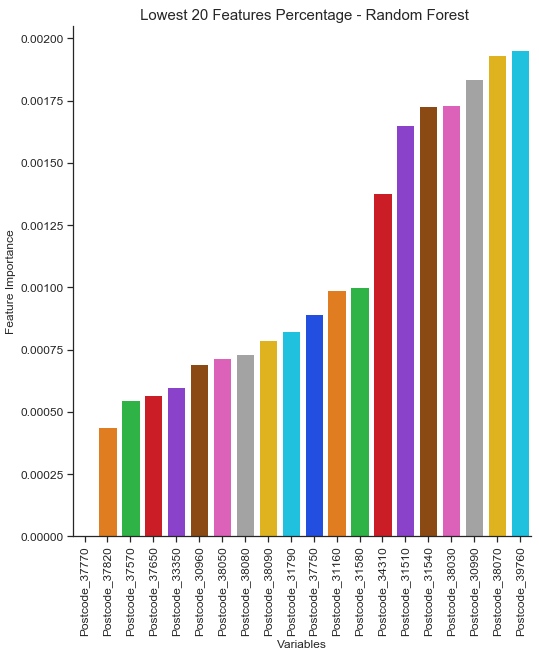 Lowest 20 Features Percentage - Random Forest
0.00200
0.00175
0.00150
0.00125
0.00100
0.00075
0.00050
0.00025
0.00000
Feature Importance
Postcode_37770
Postcode_37820
Postcode_37570
Postcode_37650
Postcode_33350
Postcode_30960
Postcode_38050
Postcode_38080
Postcode_38090
Postcode_31790
Postcode_37750
Postcode_31160
Postcode_31580
Postcode_34310
Postcode_31510
Postcode_31540
Postcode_38030
Postcode_30990
Postcode_38070
Postcode_39760
Variables